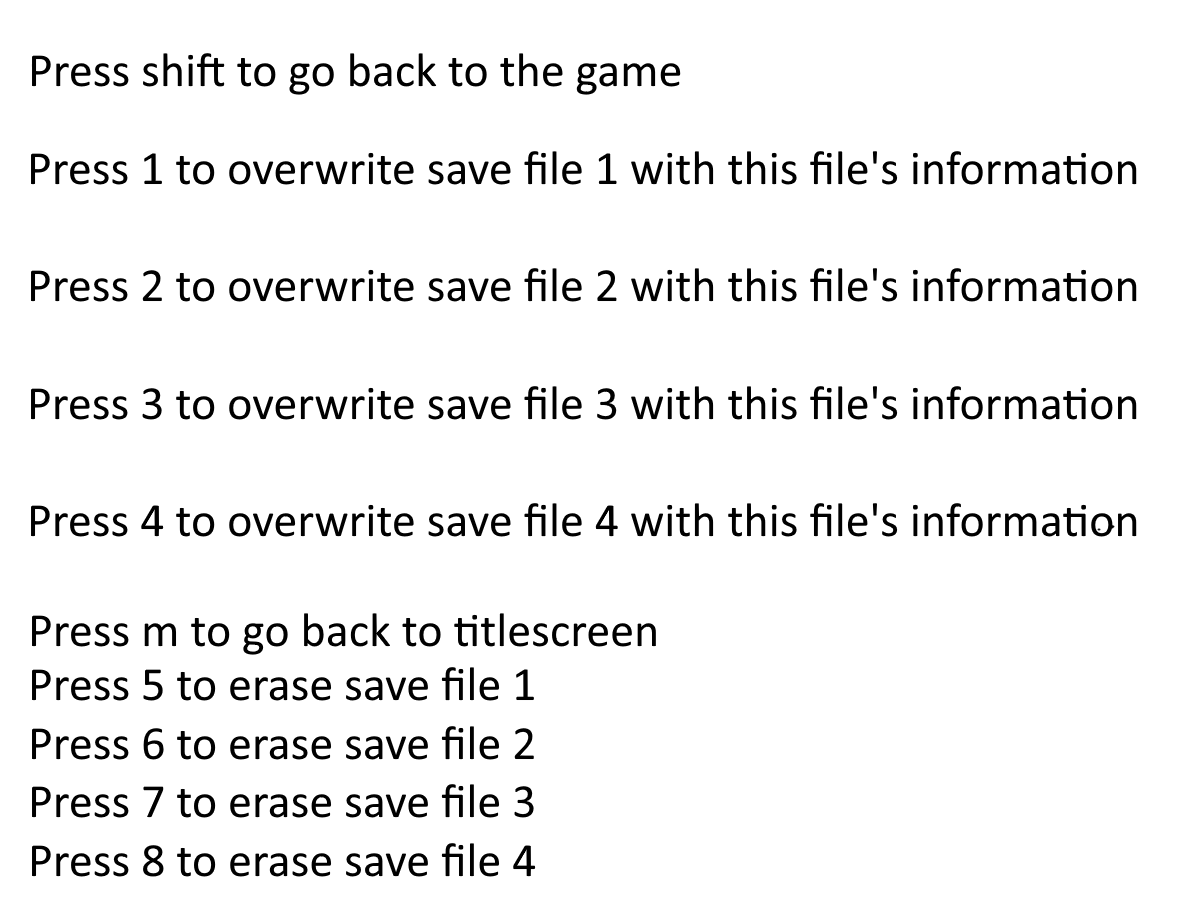 Press shift to go back to the game
Press 1 to overwrite save file 1 with this file's information
Press 2 to overwrite save file 2 with this file's information
Press 3 to overwrite save file 3 with this file's information
Press 4 to overwrite save file 4 with this file's information
Press m to go back to titlescreen
Press 5 to erase save file 1
Press 6 to erase save file 2
Press 7 to erase save file 3
Press 8 to erase save file 4